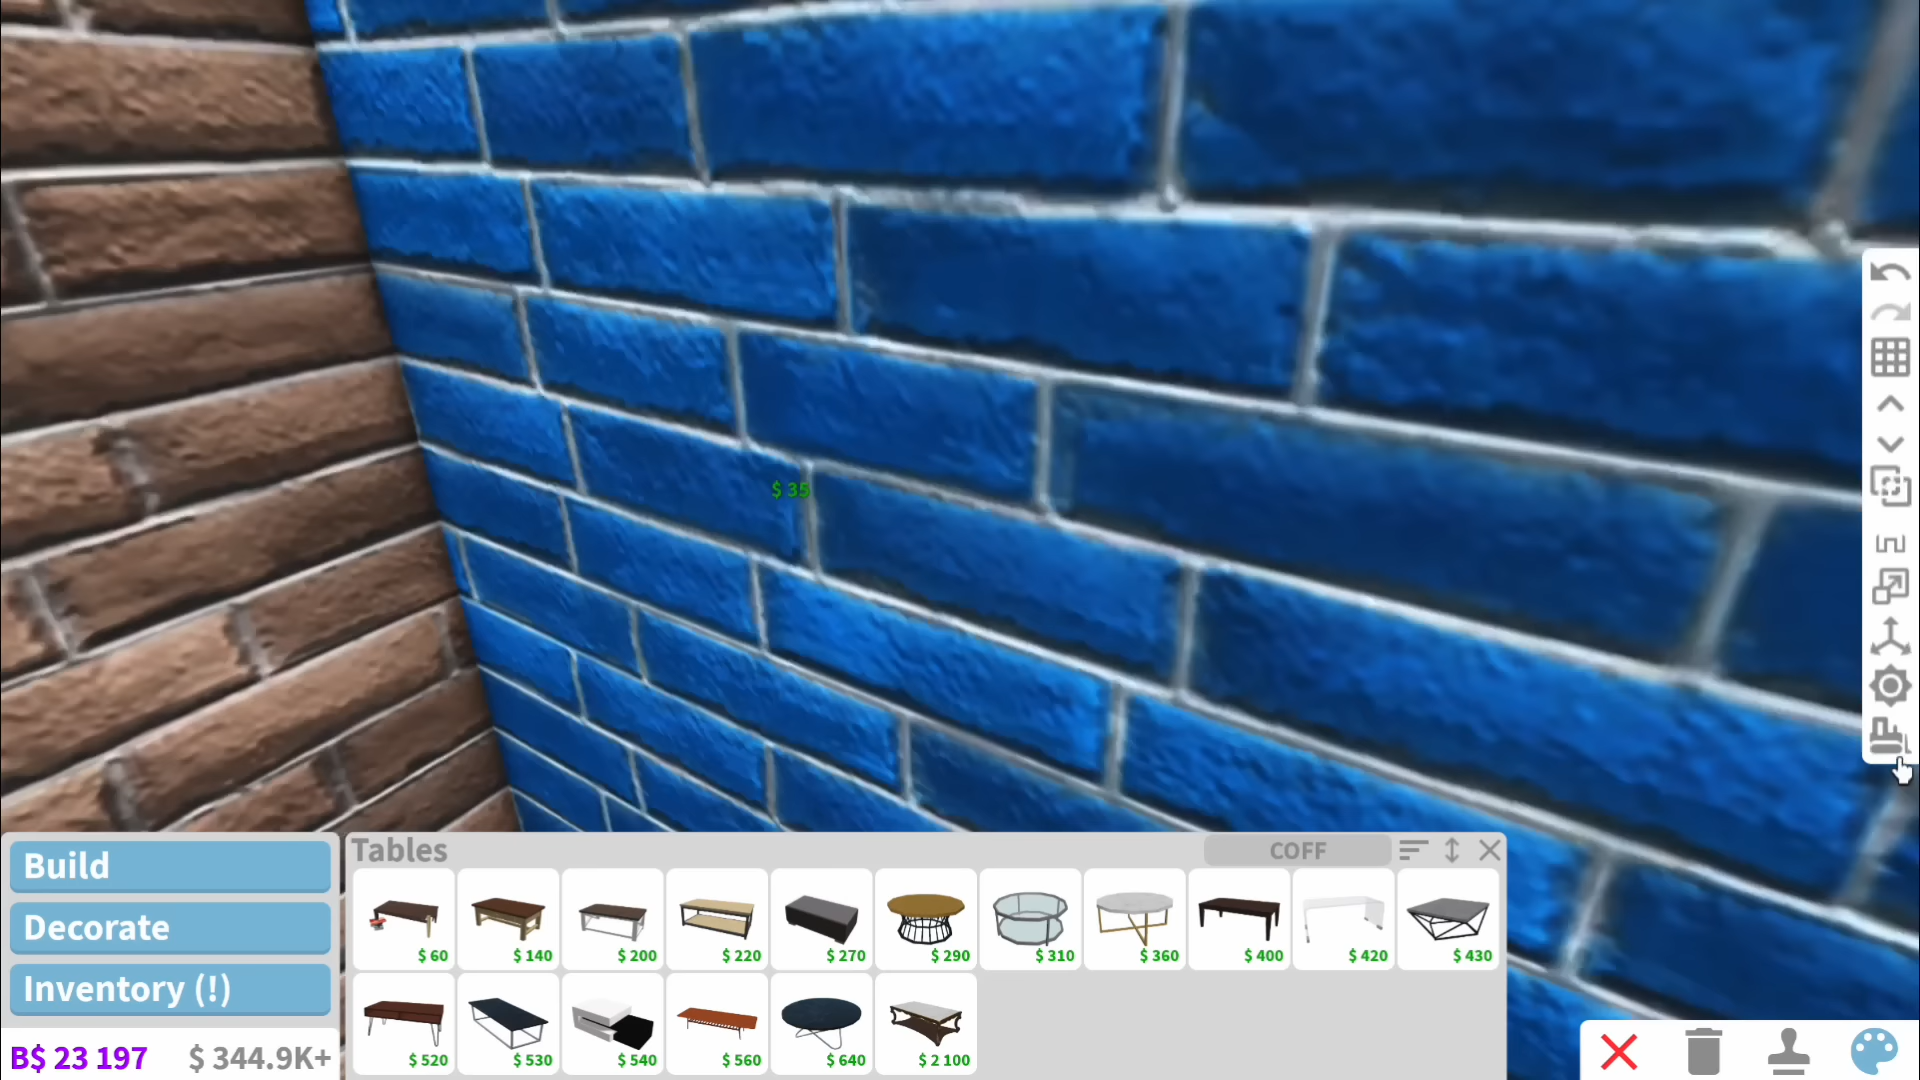 $ 35
Build
Decorate
Inventory (!)
B$ 23 197
$ 344.9K+
Tables
COFF
$ 60
$ 140
$ 200
$ 220
$ 270
$ 290
$ 310
$ 360
$ 400
$ 420
$ 430
$ 520
$ 530
$ 540
$ 560
$ 640
$ 2 100